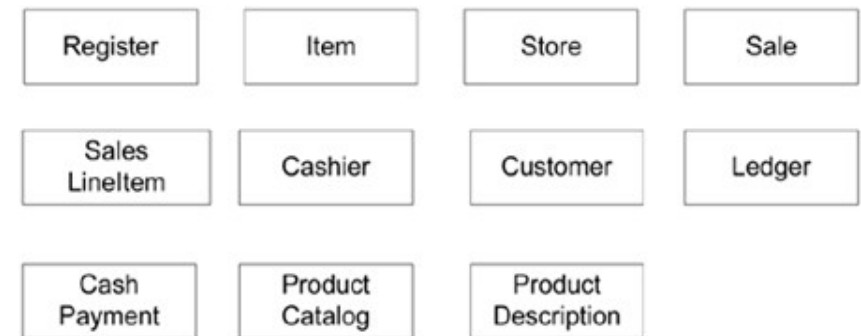 Register
Item
Store
Sale
Sales
LineItem
Cashier
Customer
Ledger
Cash
Payment
Product
Catalog
Product
Description